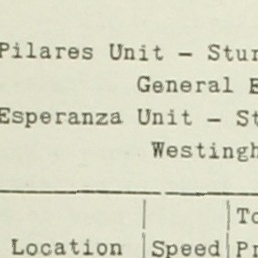 Pilares Unit – Stur
General E
Esperanza Unit – St
Westingh
To
Location Speed Pr